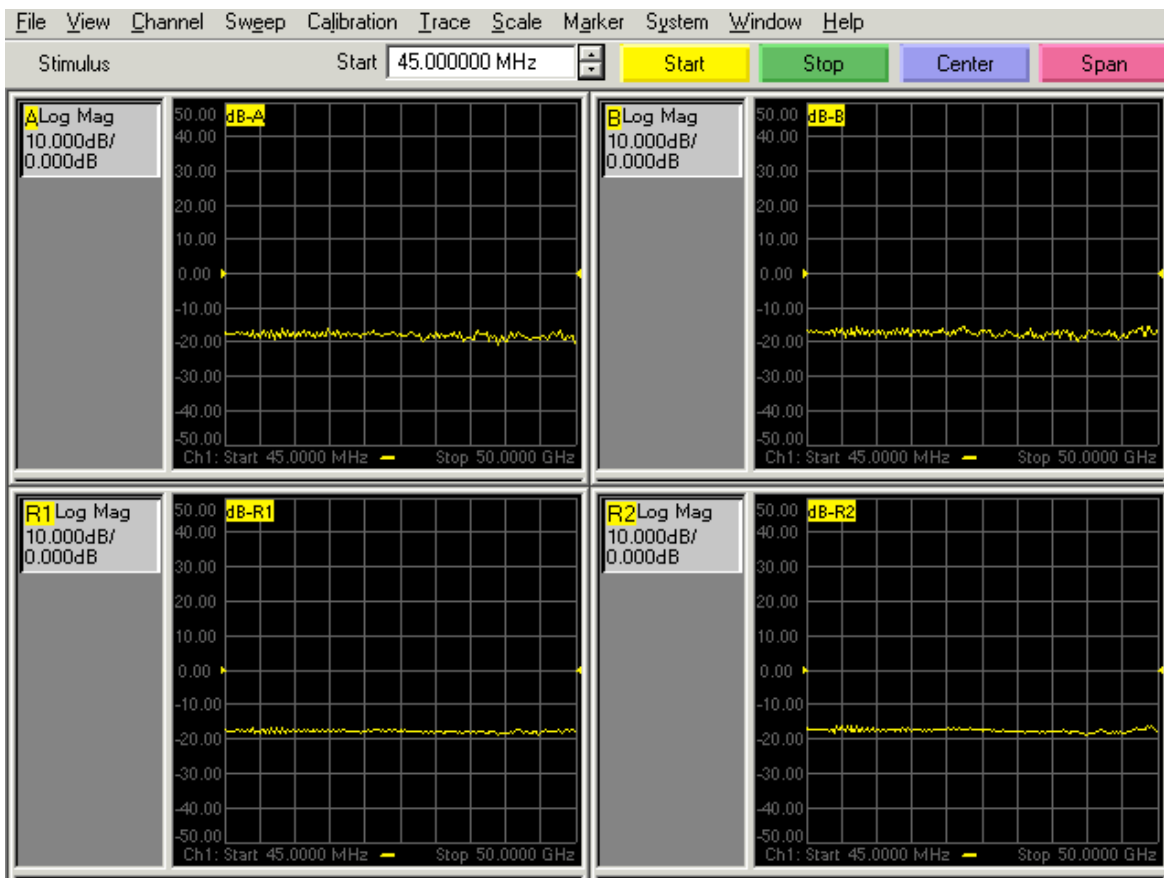 File View Channel Sweep Calibration Trace Scale Marker System Window Help
Stimulus Start 45.000000 MHz Start Stop Center Span
A Log Mag
10.000dB/
0.000dB
50.00 dB-A
40.00
30.00
20.00
10.00
0.00
-10.00
-20.00
-30.00
-40.00
-50.00
Ch1: Start 45.0000 MHz Stop 50.0000 GHz
B Log Mag
10.000dB/
0.000dB
50.00 dB-B
40.00
30.00
20.00
10.00
0.00
-10.00
-20.00
-30.00
-40.00
-50.00
Ch1: Start 45.0000 MHz Stop 50.0000 GHz
R1 Log Mag
10.000dB/
0.000dB
50.00 dB-R1
40.00
30.00
20.00
10.00
0.00
-10.00
-20.00
-30.00
-40.00
-50.00
Ch1: Start 45.0000 MHz Stop 50.0000 GHz
R2 Log Mag
10.000dB/
0.000dB
50.00 dB-R2
40.00
30.00
20.00
10.00
0.00
-10.00
-20.00
-30.00
-40.00
-50.00
Ch1: Start 45.0000 MHz Stop 50.0000 GHz